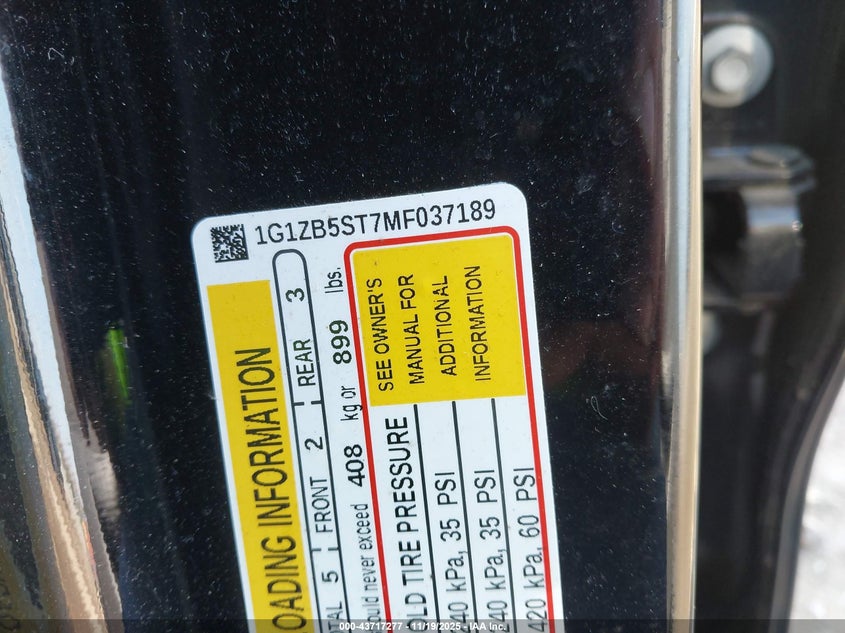 1G1ZB5ST7MF037189
OADING INFORMATION
TAL 5 FRONT 2 REAR 3
ould never exceed 408 kg or 899 lbs.
LD TIRE PRESSURE
SEE OWNER'S
MANUAL FOR
ADDITIONAL
INFORMATION
40 kPa, 35 PSI
40 kPa, 35 PSI
420 kPa, 60 PSI
000-43717277 - 11/19/2025 - IAA Inc.